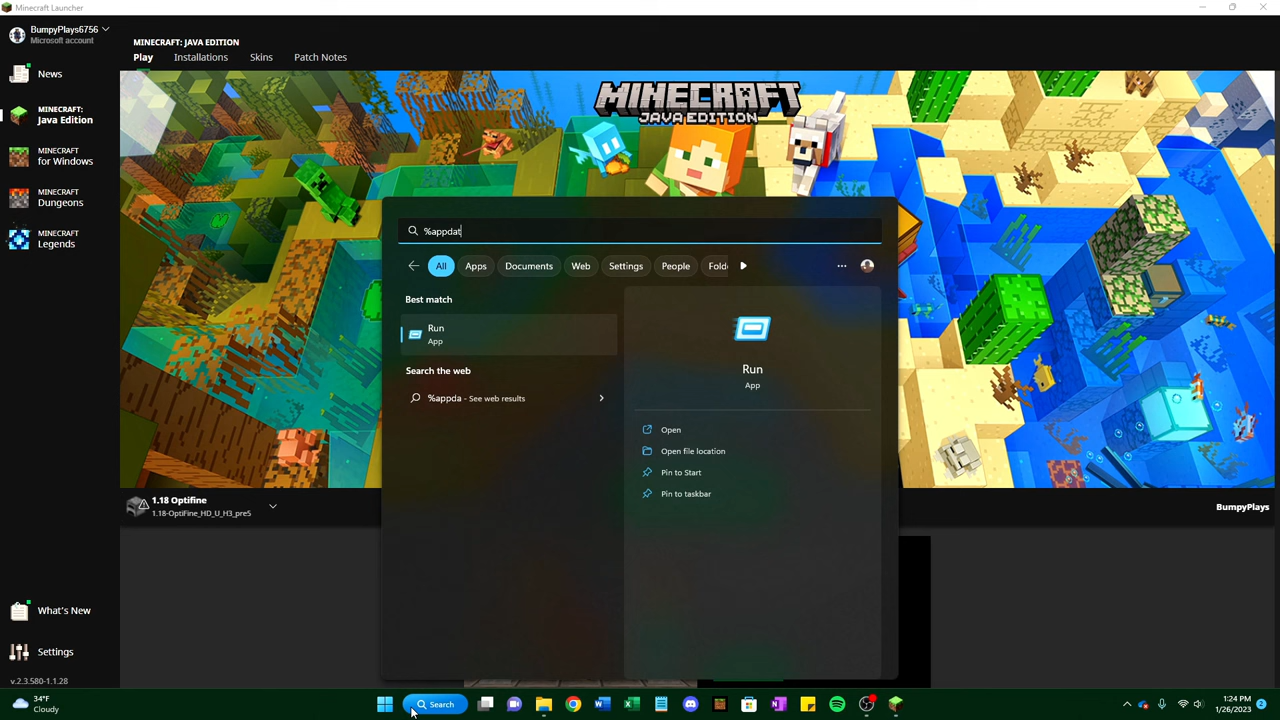 Minecraft Launcher
BumpyPlays6756
Microsoft account
News
MINECRAFT:
Java Edition
MINECRAFT
for Windows
MINECRAFT
Dungeons
MINECRAFT
Legends
What's New
Settings
v.2.3.580-1.1.28
MINECRAFT: JAVA EDITION
Play Installations Skins Patch Notes
MINECRAFT
JAVA EDITION
%appdat
All Apps Documents Web Settings People Fold
Best match
Run
App
Search the web
%appda - See web results
Run
App
Open
Open file location
Pin to Start
Pin to taskbar
1.18 Optifine
1.18-OptiFine_HD_U_H3_pre5
BumpyPlays
34°F
Cloudy
Search
1:24 PM
1/26/2023
2